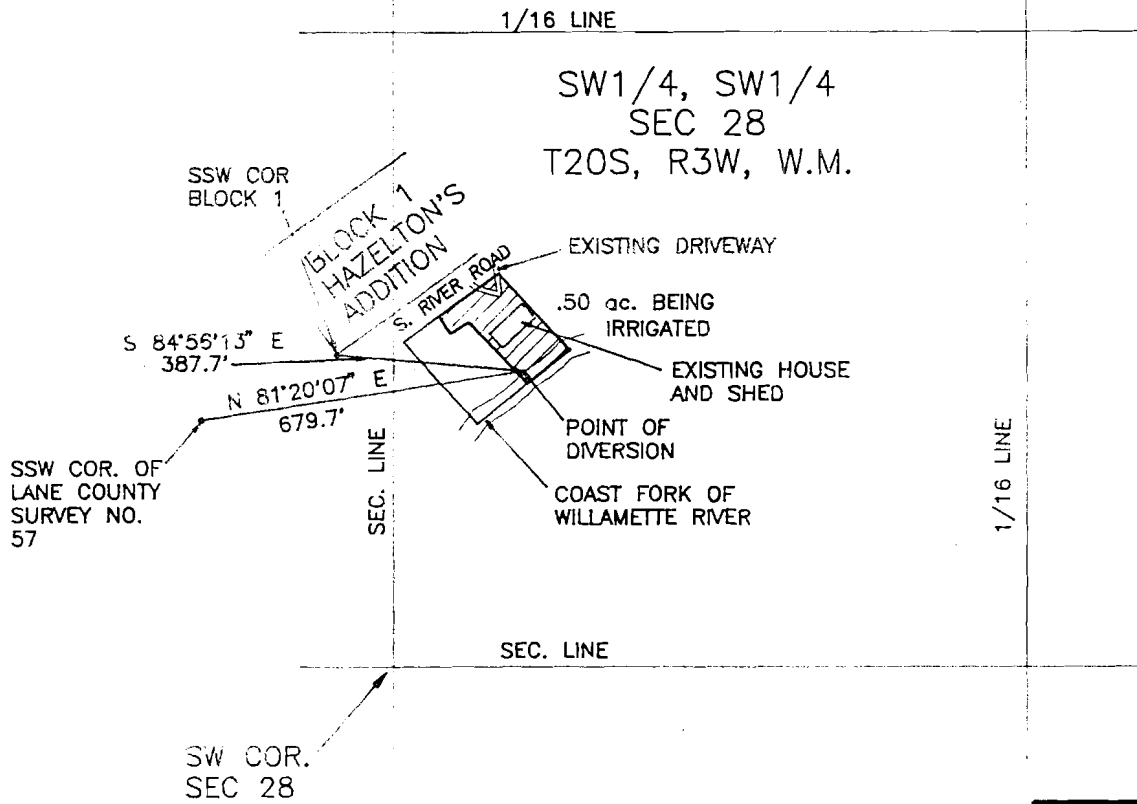 1/16 LINE
SW1/4, SW1/4
SEC 28
T20S, R3W, W.M.
SSW COR
BLOCK 1
BLOCK 1
HAZELTON'S
ADDITION
S. RIVER ROAD
EXISTING DRIVEWAY
.50 ac. BEING
IRRIGATED
S 84°56'13" E
387.7'
EXISTING HOUSE
AND SHED
N 81°20'07" E
679.7'
POINT OF
DIVERSION
SSW COR. OF
LANE COUNTY
SURVEY NO.
57
SEC. LINE
COAST FORK OF
WILLAMETTE RIVER
1/16 LINE
SEC. LINE
SW COR.
SEC 28